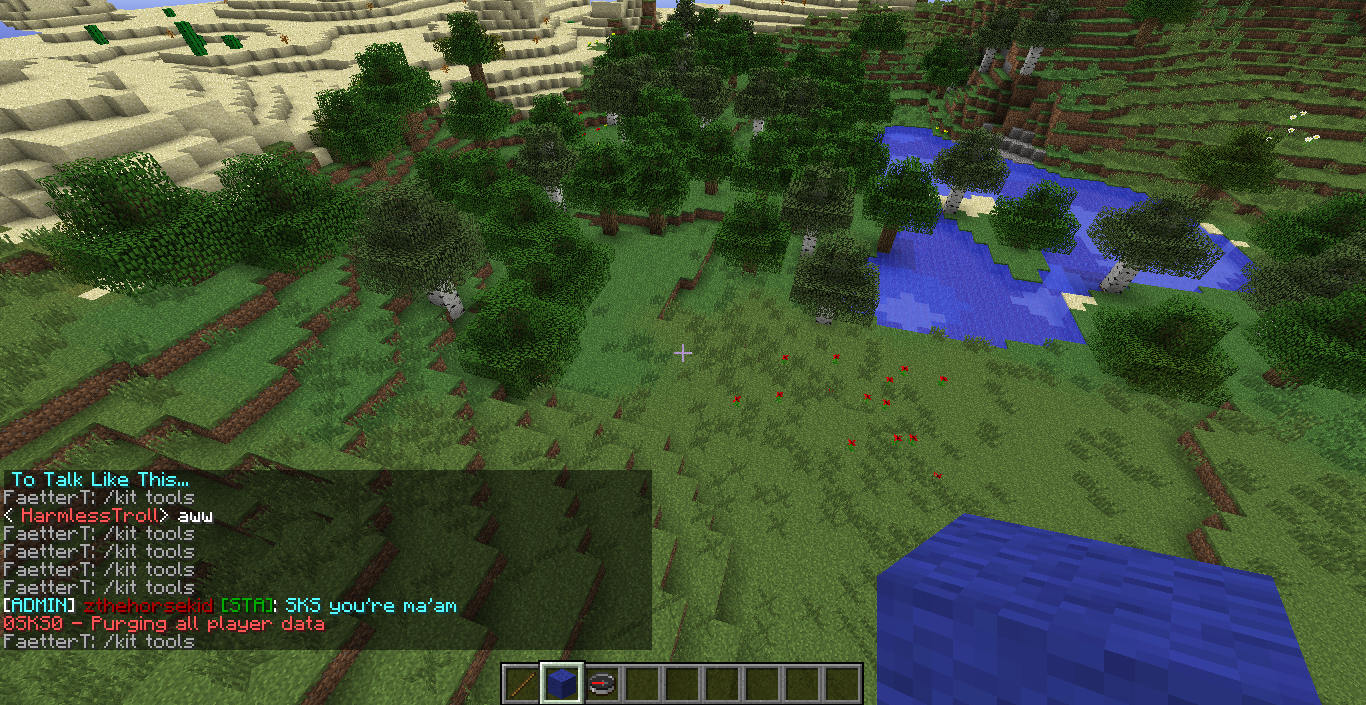 To Talk Like This...
FaetterT: /kit tools
< HarmlessTroll> aww
FaetterT: /kit tools
FaetterT: /kit tools
FaetterT: /kit tools
FaetterT: /kit tools
[ADMIN] zthehorsekid [STA]: SKS you're ma'am
0SKS0 - Purging all player data
FaetterT: /kit tools